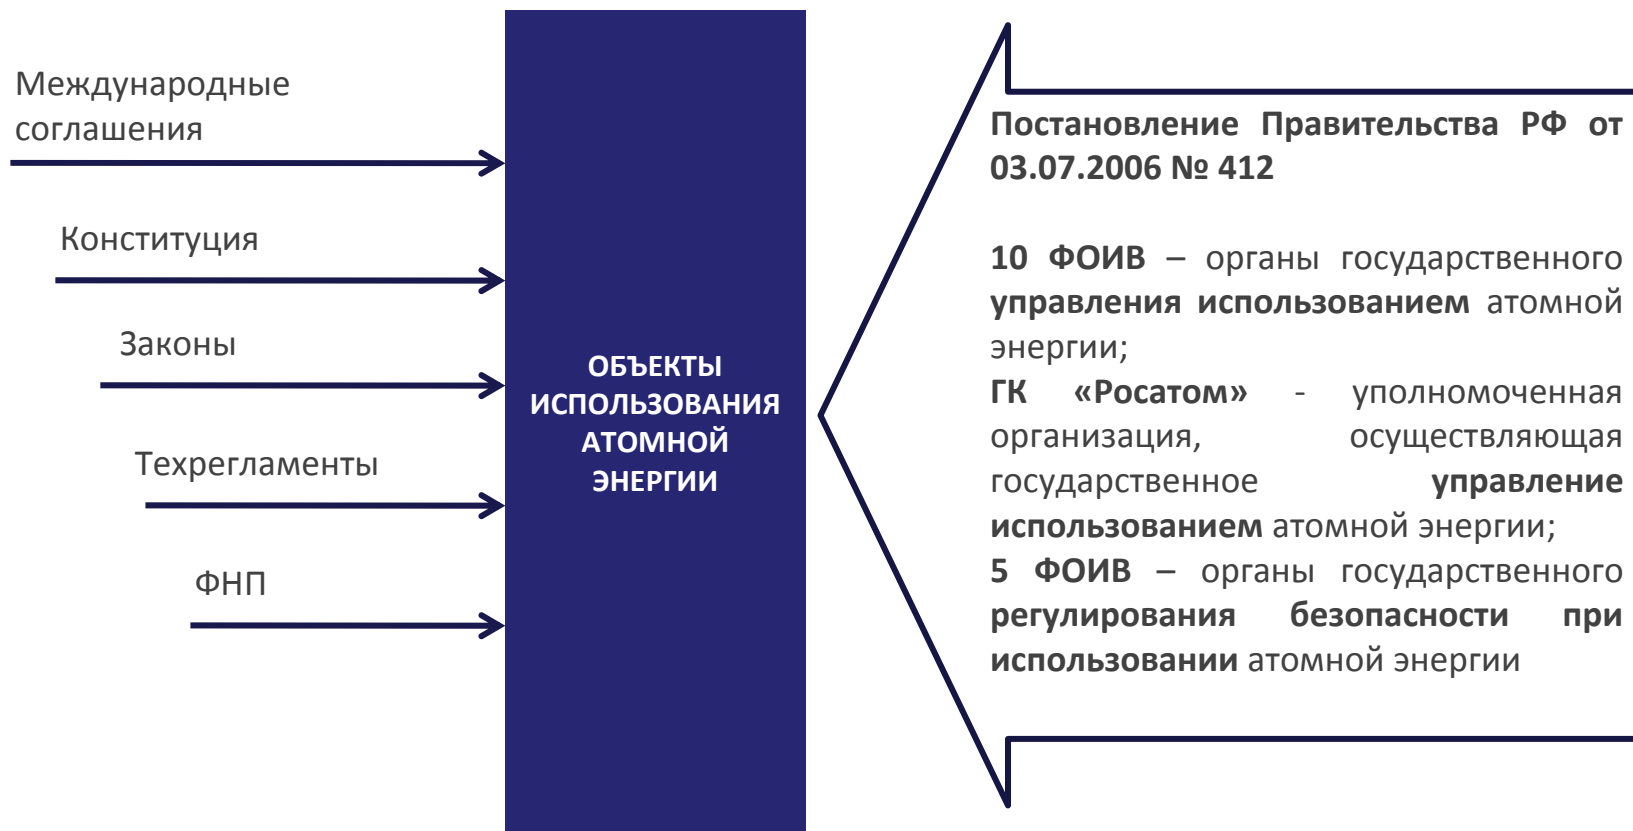 Международные
соглашения
Конституция
Законы
Техрегламенты
ФНП
ОБЪЕКТЫ
ИСПОЛЬЗОВАНИЯ
АТОМНОЙ
ЭНЕРГИИ
Постановление Правительства РФ от
03.07.2006 № 412
10 ФОИВ – органы государственного
управления использованием атомной
энергии;
ГК «Росатом» - уполномоченная
организация, осуществляющая
государственное управление
использованием атомной энергии;
5 ФОИВ – органы государственного
регулирования безопасности при
использовании атомной энергии